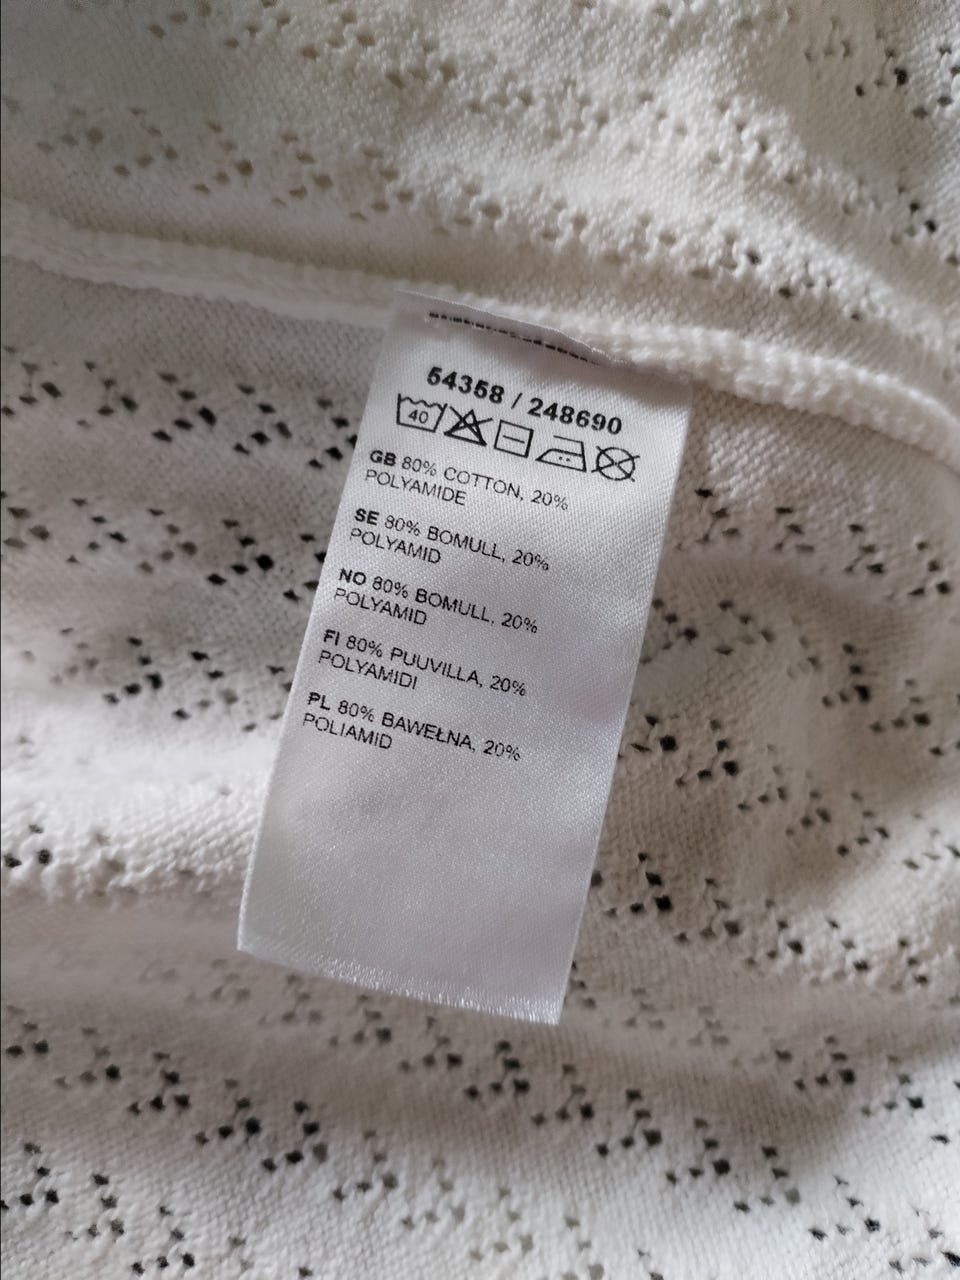 54358 / 248690
40
GB 80% COTTON, 20%
POLYAMIDE
SE 80% BOMULL, 20%
POLYAMID
NO 80% BOMULL, 20%
POLYAMID
FI 80% PUUVILLA, 20%
POLYAMIDI
PL 80% BAWEŁNA, 20%
POLIAMID